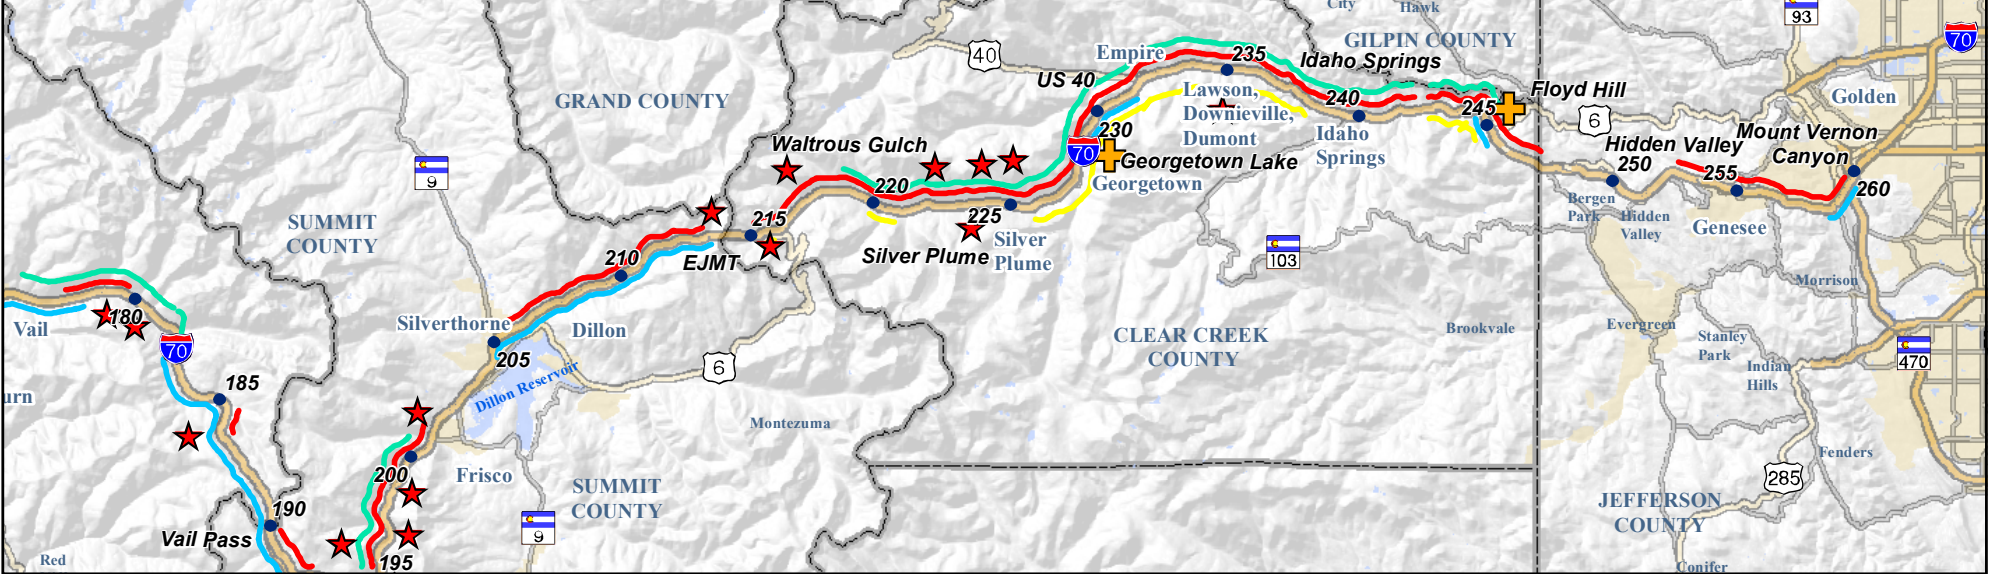 City
Hawk
93
70
GILPIN COUNTY
Empire
235
40
US 40
Idaho Springs
GRAND COUNTY
Lawson,
Downieville,
Dumont
240
245
Floyd Hill
Golden
6
230
70
Idaho
Springs
Hidden Valley
250
Mount Vernon
Canyon
Waltrous Gulch
Georgetown Lake
Georgetown
9
220
255
260
Bergen
Park
Hidden
Valley
Genesee
215
225
Silver
Plume
SUMMIT
COUNTY
210
EJMT
Silver Plume
103
Morrison
180
Vail
70
Silverthorne
Dillon
205
Dillon Reservoir
6
CLEAR CREEK
COUNTY
Brookvale
Evergreen
Stanley
Park
Indian
Hills
470
185
urn
Montezuma
Fenders
200
Frisco
285
190
SUMMIT
COUNTY
JEFFERSON
COUNTY
9
Vail Pass
Red
195
Conifer